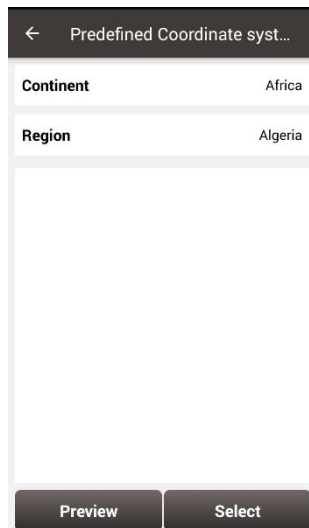 Predefined Coordinate syst...
Continent Africa
Region Algeria
Preview Select